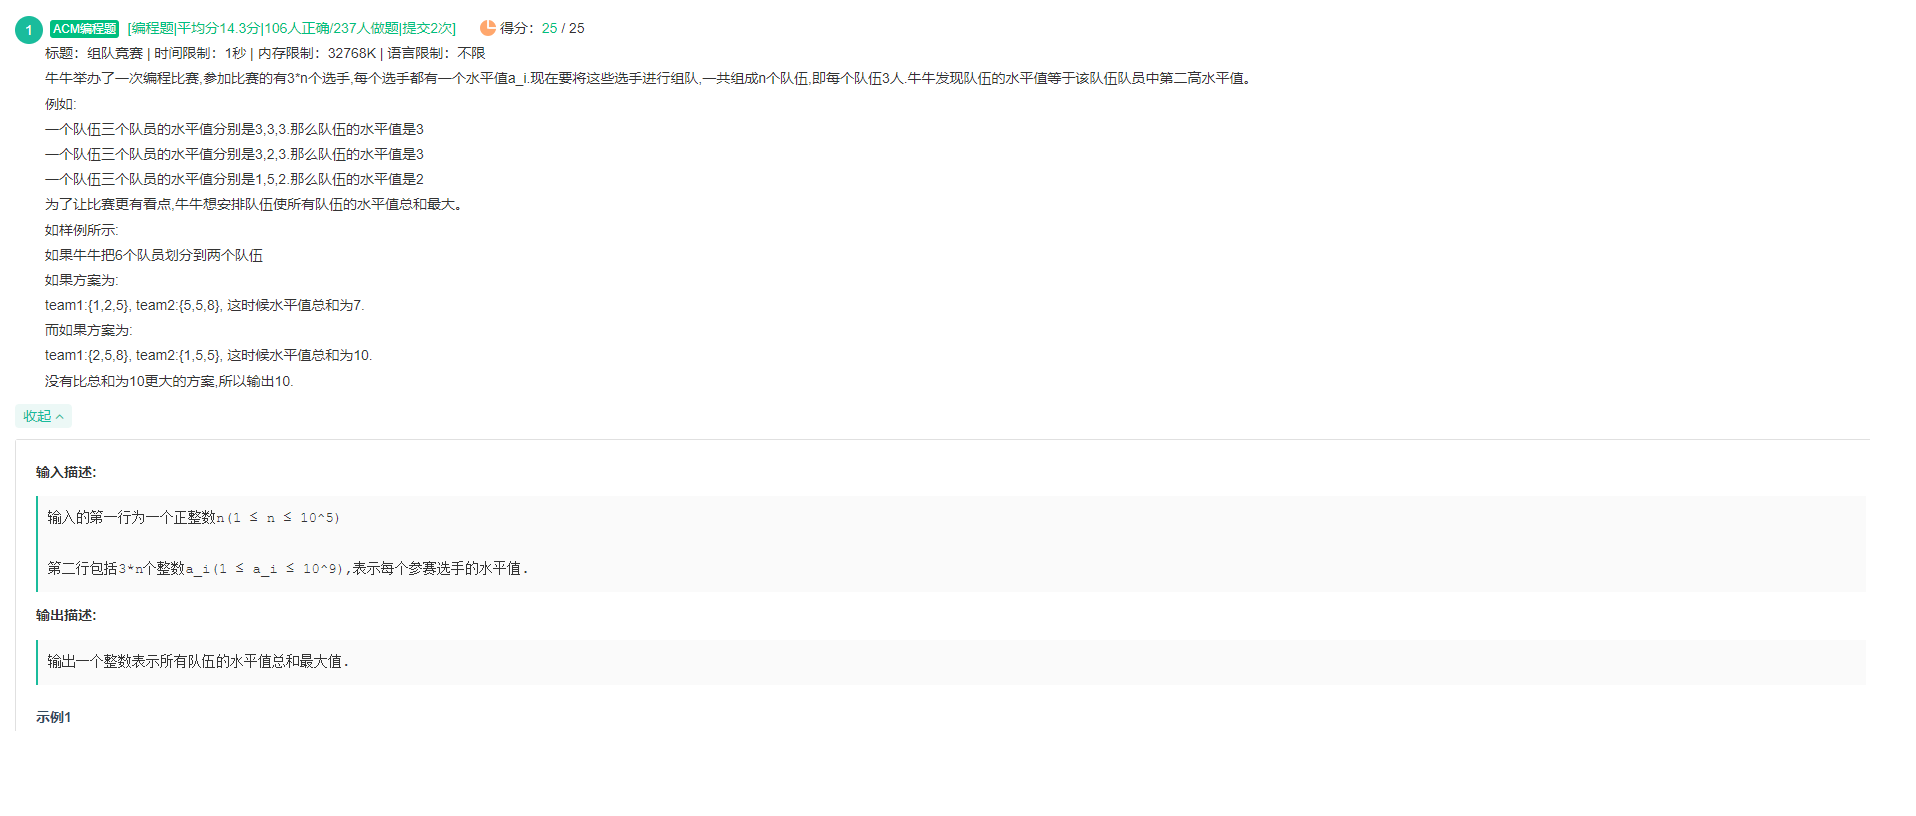 1 ACM编程题 [编程题|平均分14.3分|106人正确/237人做题|提交2次] 得分：25 / 25
标题：组队竞赛 | 时间限制：1秒 | 内存限制：32768K | 语言限制：不限
牛牛举办了一次编程比赛,参加比赛的有3*n个选手,每个选手都有一个水平值a_i.现在要将这些选手进行组队,一共组成n个队伍,即每个队伍3人.牛牛发现队伍的水平值等于该队伍队员中第二高水平值。
例如:
一个队伍三个队员的水平值分别是3,3,3.那么队伍的水平值是3
一个队伍三个队员的水平值分别是3,2,3.那么队伍的水平值是3
一个队伍三个队员的水平值分别是1,5,2.那么队伍的水平值是2
为了让比赛更有看点,牛牛想安排队伍使所有队伍的水平值总和最大。
如样例所示:
如果牛牛把6个队员划分到两个队伍
如果方案为:
team1:{1,2,5}, team2:{5,5,8}, 这时候水平值总和为7.
而如果方案为:
team1:{2,5,8}, team2:{1,5,5}, 这时候水平值总和为10.
没有比总和为10更大的方案,所以输出10.
收起
输入描述:
输入的第一行为一个正整数n(1 ≤ n ≤ 10^5)
第二行包括3*n个整数a_i(1 ≤ a_i ≤ 10^9),表示每个参赛选手的水平值.
输出描述:
输出一个整数表示所有队伍的水平值总和最大值.
示例1